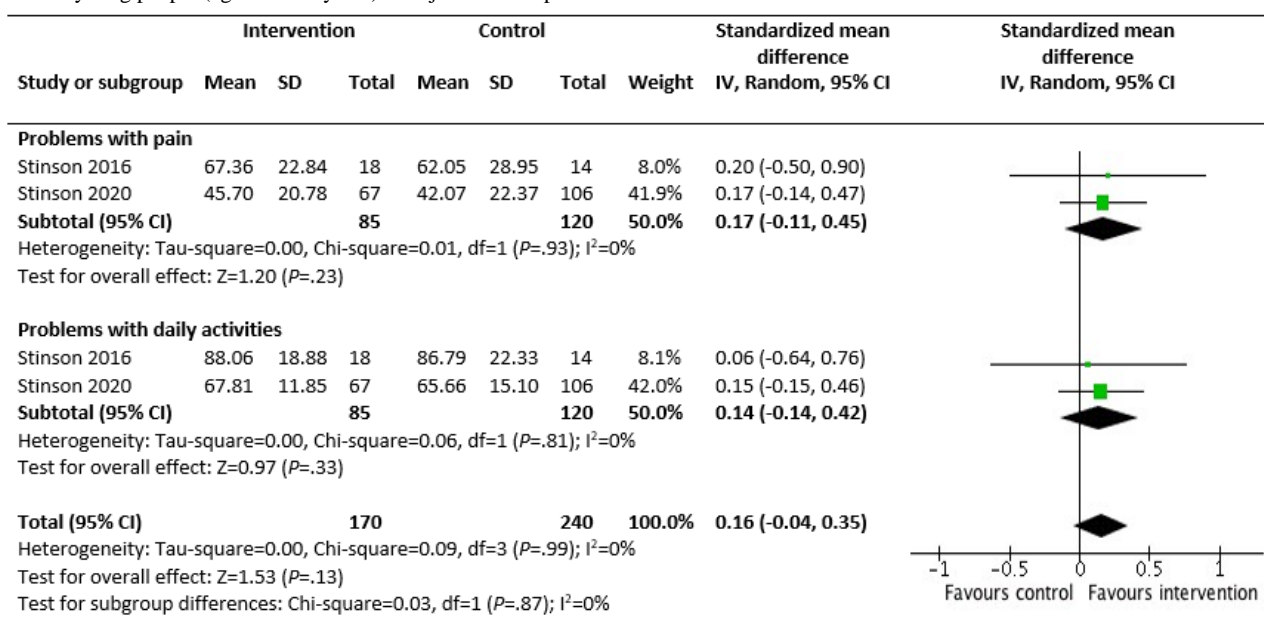 Intervention Control Standardized mean difference Standardized mean difference
Study or subgroup Mean SD Total Mean SD Total Weight IV, Random, 95% CI IV, Random, 95% CI
Problems with pain
Stinson 2016 67.36 22.84 18 62.05 28.95 14 8.0% 0.20 (-0.50, 0.90)
Stinson 2020 45.70 20.78 67 42.07 22.37 106 41.9% 0.17 (-0.14, 0.47)
Subtotal (95% CI) 85 120 50.0% 0.17 (-0.11, 0.45)
Heterogeneity: Tau-square=0.00, Chi-square=0.01, df=1 (P=.93); I²=0%
Test for overall effect: Z=1.20 (P=.23)
Problems with daily activities
Stinson 2016 88.06 18.88 18 86.79 22.33 14 8.1% 0.06 (-0.64, 0.76)
Stinson 2020 67.81 11.85 67 65.66 15.10 106 42.0% 0.15 (-0.15, 0.46)
Subtotal (95% CI) 85 120 50.0% 0.14 (-0.14, 0.42)
Heterogeneity: Tau-square=0.00, Chi-square=0.06, df=1 (P=.81); I²=0%
Test for overall effect: Z=0.97 (P=.33)
Total (95% CI) 170 240 100.0% 0.16 (-0.04, 0.35)
Heterogeneity: Tau-square=0.00, Chi-square=0.09, df=3 (P=.99); I²=0%
Test for overall effect: Z=1.53 (P=.13)
Test for subgroup differences: Chi-square=0.03, df=1 (P=.87); I²=0%
-1 -0.5 0 0.5 1
Favours control Favours intervention